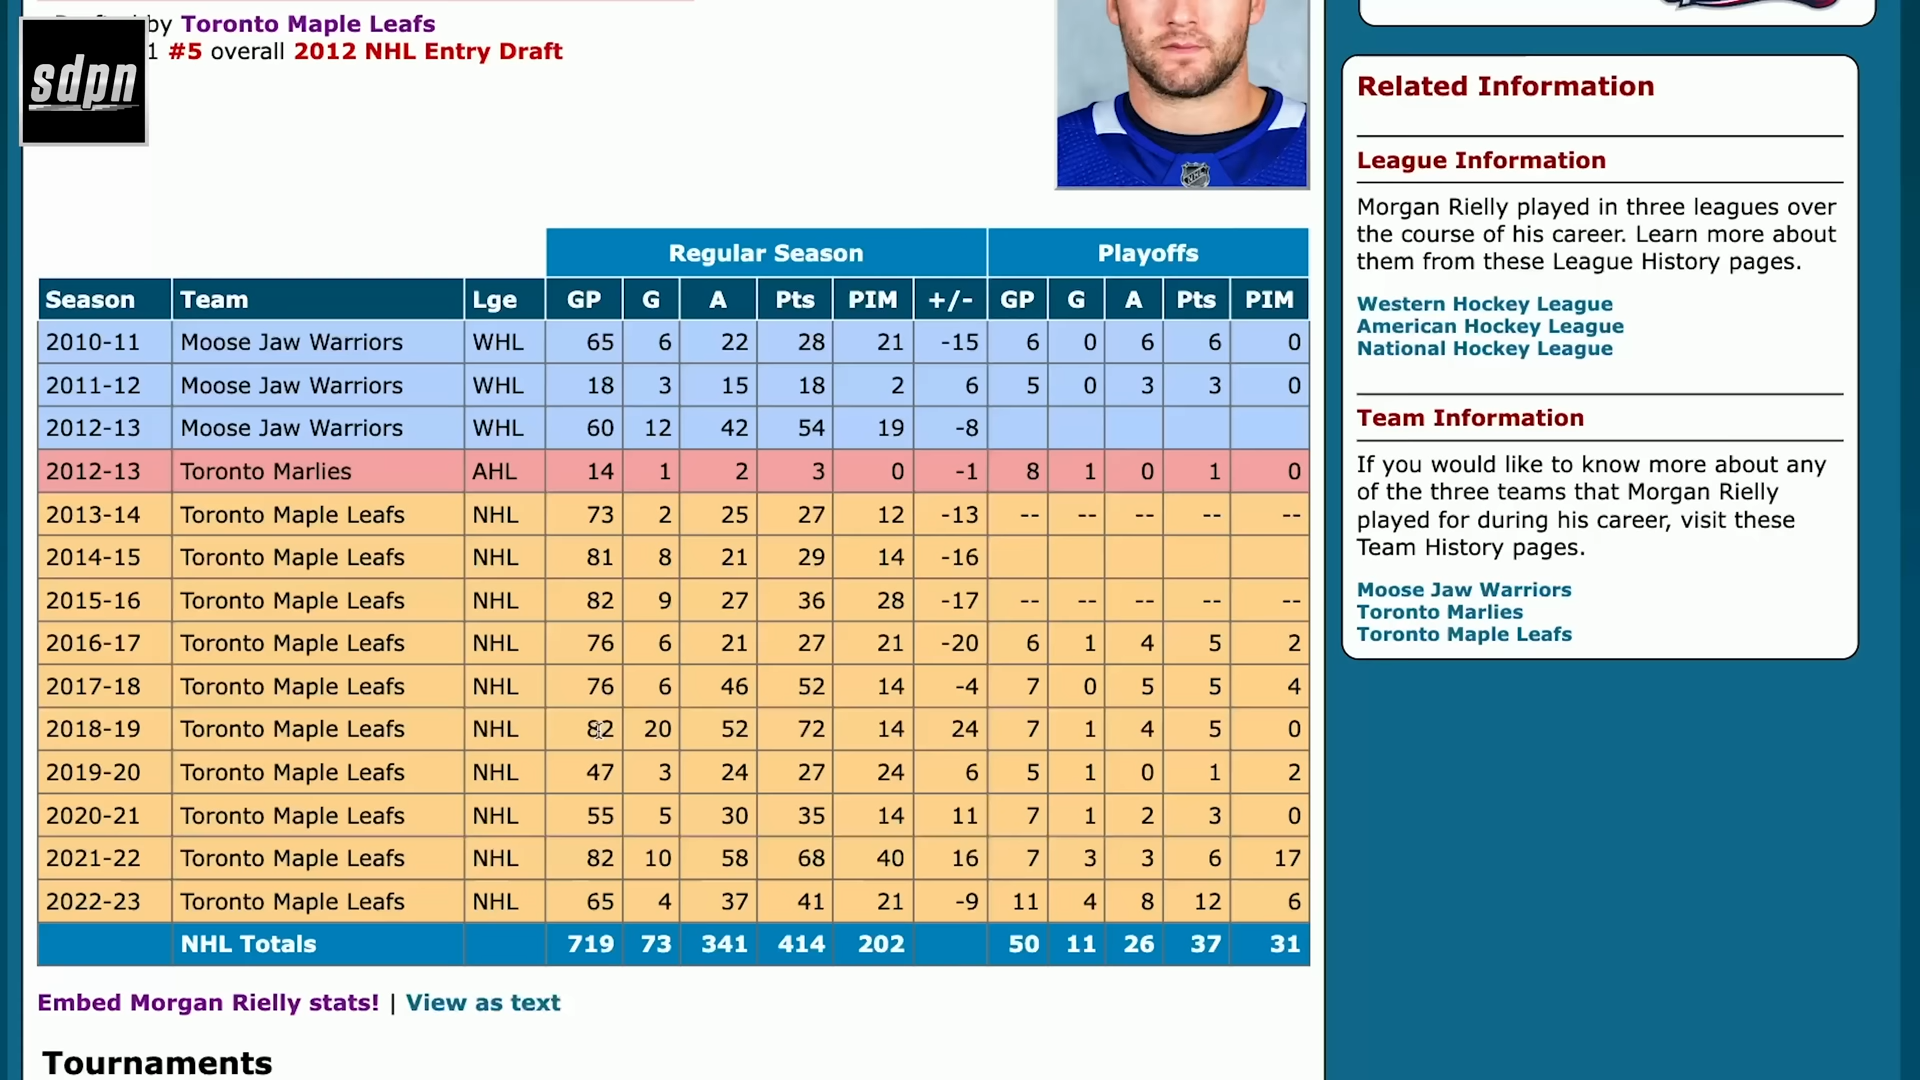 by Toronto Maple Leafs
1 #5 overall 2012 NHL Entry Draft
sdpn
Regular Season Playoffs
Season Team Lge GP G A Pts PIM +/- GP G A Pts PIM
2010-11 Moose Jaw Warriors WHL 65 6 22 28 21 -15 6 0 6 6 0
2011-12 Moose Jaw Warriors WHL 18 3 15 18 2 6 5 0 3 3 0
2012-13 Moose Jaw Warriors WHL 60 12 42 54 19 -8
2012-13 Toronto Marlies AHL 14 1 2 3 0 -1 8 1 0 1 0
2013-14 Toronto Maple Leafs NHL 73 2 25 27 12 -13 -- -- -- -- --
2014-15 Toronto Maple Leafs NHL 81 8 21 29 14 -16
2015-16 Toronto Maple Leafs NHL 82 9 27 36 28 -17 -- -- -- -- --
2016-17 Toronto Maple Leafs NHL 76 6 21 27 21 -20 6 1 4 5 2
2017-18 Toronto Maple Leafs NHL 76 6 46 52 14 -4 7 0 5 5 4
2018-19 Toronto Maple Leafs NHL 82 20 52 72 14 24 7 1 4 5 0
2019-20 Toronto Maple Leafs NHL 47 3 24 27 24 6 5 1 0 1 2
2020-21 Toronto Maple Leafs NHL 55 5 30 35 14 11 7 1 2 3 0
2021-22 Toronto Maple Leafs NHL 82 10 58 68 40 16 7 3 3 6 17
2022-23 Toronto Maple Leafs NHL 65 4 37 41 21 -9 11 4 8 12 6
NHL Totals 719 73 341 414 202 50 11 26 37 31
Embed Morgan Rielly stats! | View as text
Tournaments
Related Information
League Information
Morgan Rielly played in three leagues over
the course of his career. Learn more about
them from these League History pages.
Western Hockey League
American Hockey League
National Hockey League
Team Information
If you would like to know more about any
of the three teams that Morgan Rielly
played for during his career, visit these
Team History pages.
Moose Jaw Warriors
Toronto Marlies
Toronto Maple Leafs